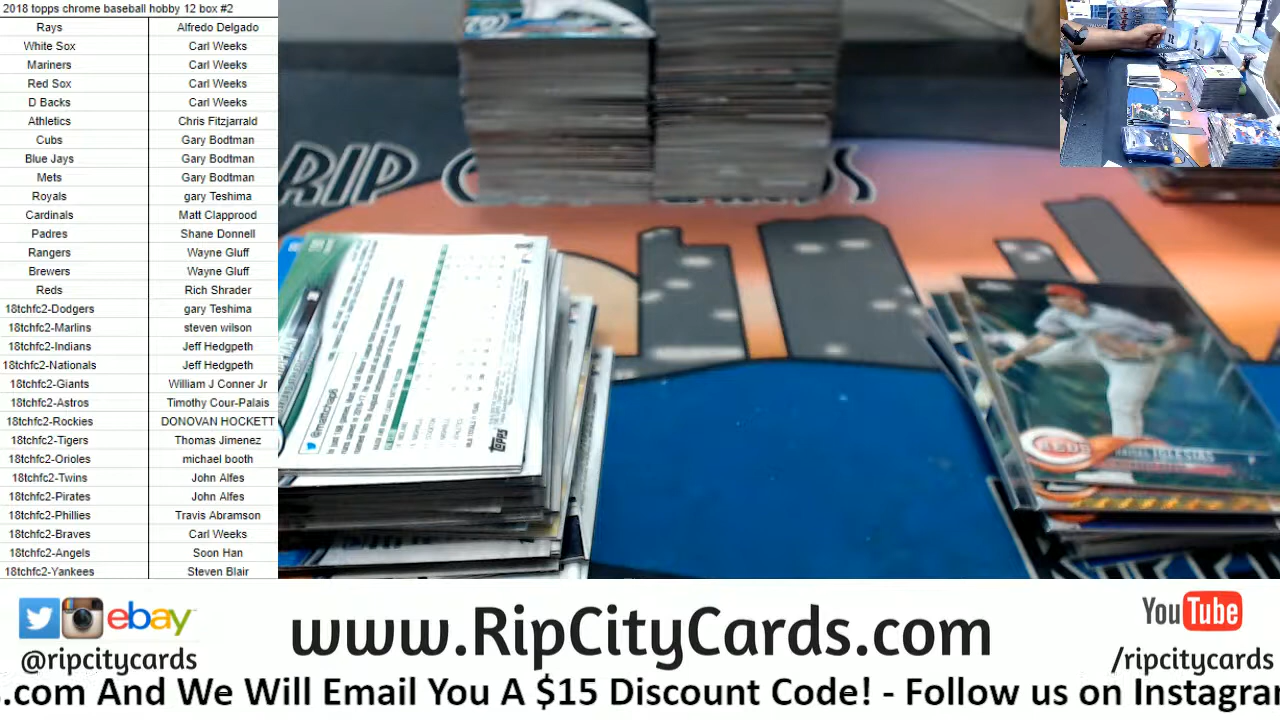 2018 topps chrome baseball hobby 12 box #2
Rays Alfredo Delgado
White Sox Carl Weeks
Mariners Carl Weeks
Red Sox Carl Weeks
D Backs Carl Weeks
Athletics Chris Fitzjarrald
Cubs Gary Bodtman
Blue Jays Gary Bodtman
Mets Gary Bodtman
Royals gary Teshima
Cardinals Matt Clapprood
Padres Shane Donnell
Rangers Wayne Gluff
Brewers Wayne Gluff
Reds Rich Shrader
18tchfc2-Dodgers gary Teshima
18tchfc2-Marlins steven wilson
18tchfc2-Indians Jeff Hedgpeth
18tchfc2-Nationals Jeff Hedgpeth
18tchfc2-Giants William J Conner Jr
18tchfc2-Astros Timothy Cour-Palais
18tchfc2-Rockies DONOVAN HOCKETT
18tchfc2-Tigers Thomas Jimenez
18tchfc2-Orioles michael booth
18tchfc2-Twins John Alfes
18tchfc2-Pirates John Alfes
18tchfc2-Phillies Travis Abramson
18tchfc2-Braves Carl Weeks
18tchfc2-Angels Soon Han
18tchfc2-Yankees Steven Blair
RIP C
TOPPS
REDS
IGLESIAS
ebay
@ripcitycards
www.RipCityCards.com
YouTube
/ripcitycards
s.com And We Will Email You A $15 Discount Code! - Follow us on Instagram